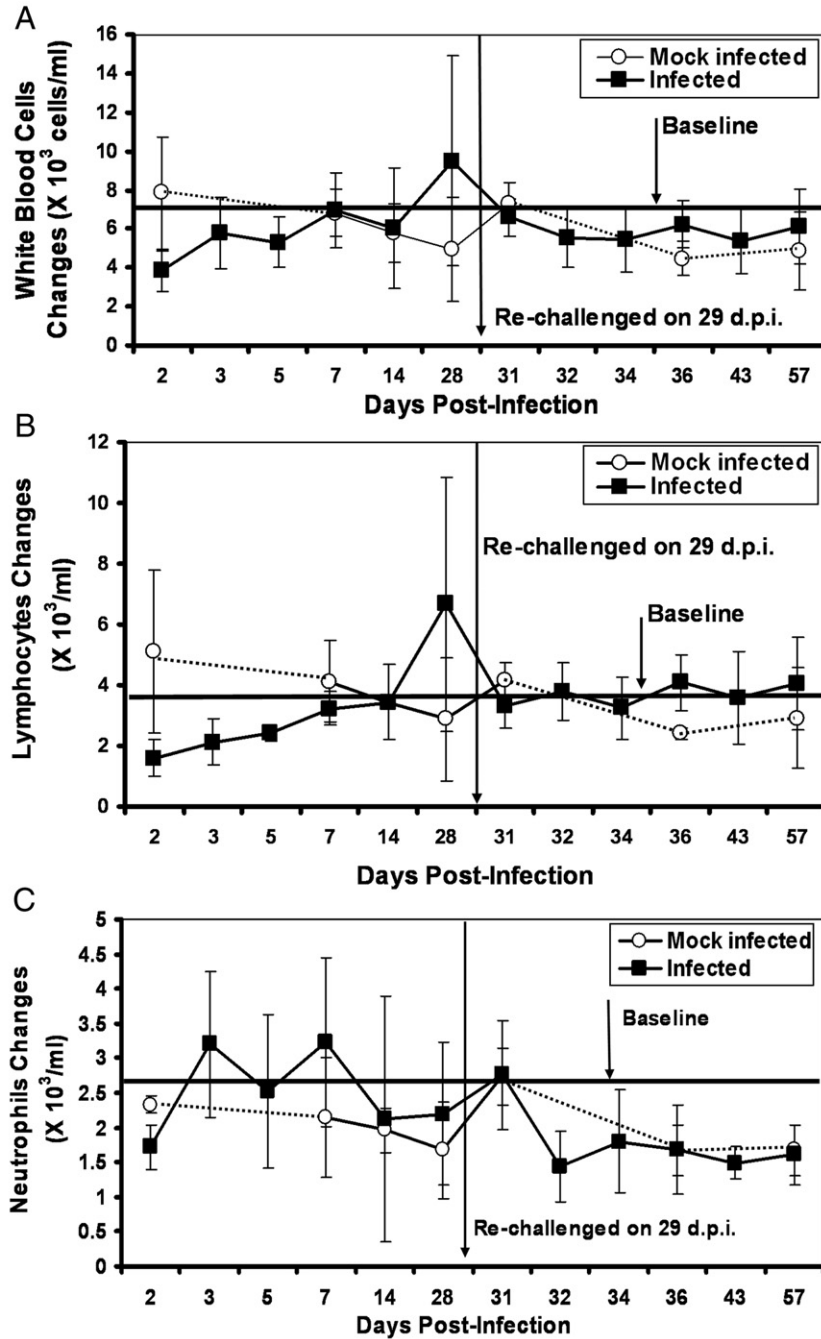 A
White Blood Cells
Changes (X 10³ cells/ml)
16
14
12
10
8
6
4
2
0
Mock infected
Infected
Baseline
Re-challenged on 29 d.p.i.
2 3 5 7 14 28 31 32 34 36 43 57
Days Post-Infection
B
Lymphocytes Changes
(X 10³/ml)
12
10
8
6
4
2
0
Mock infected
Infected
Re-challenged on 29 d.p.i.
Baseline
2 3 5 7 14 28 31 32 34 36 43 57
Days Post-Infection
C
Neutrophils Changes
(X 10³/ml)
5
4.5
4
3.5
3
2.5
2
1.5
1
0.5
0
Mock infected
Infected
Baseline
Re-challenged on 29 d.p.i.
2 3 5 7 14 28 31 32 34 36 43 57
Days Post-Infection